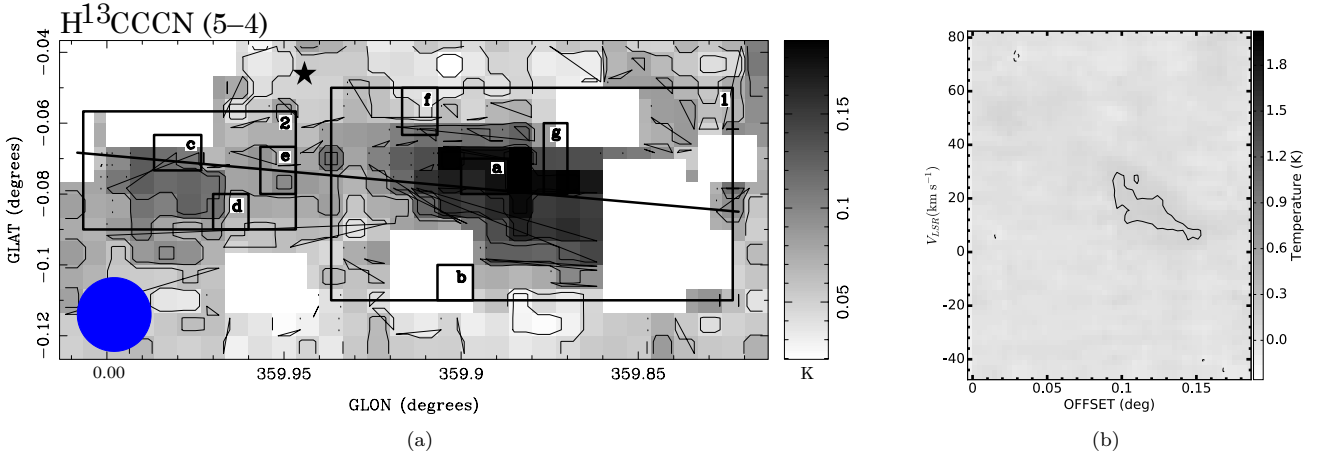 H¹³CCCN (5–4)
−0.04
−0.06
−0.08
−0.1
−0.12
GLAT (degrees)
f
1
2
c
g
e
a
d
b
0.00
359.95
359.9
359.85
GLON (degrees)
0.15
0.1
0.05
K
(a)
80
60
40
20
0
-20
-40
V_LSR(km s⁻¹)
0
0.05
0.1
0.15
OFFSET (deg)
1.8
1.5
1.2
0.9
0.6
0.3
0.0
Temperature (K)
(b)